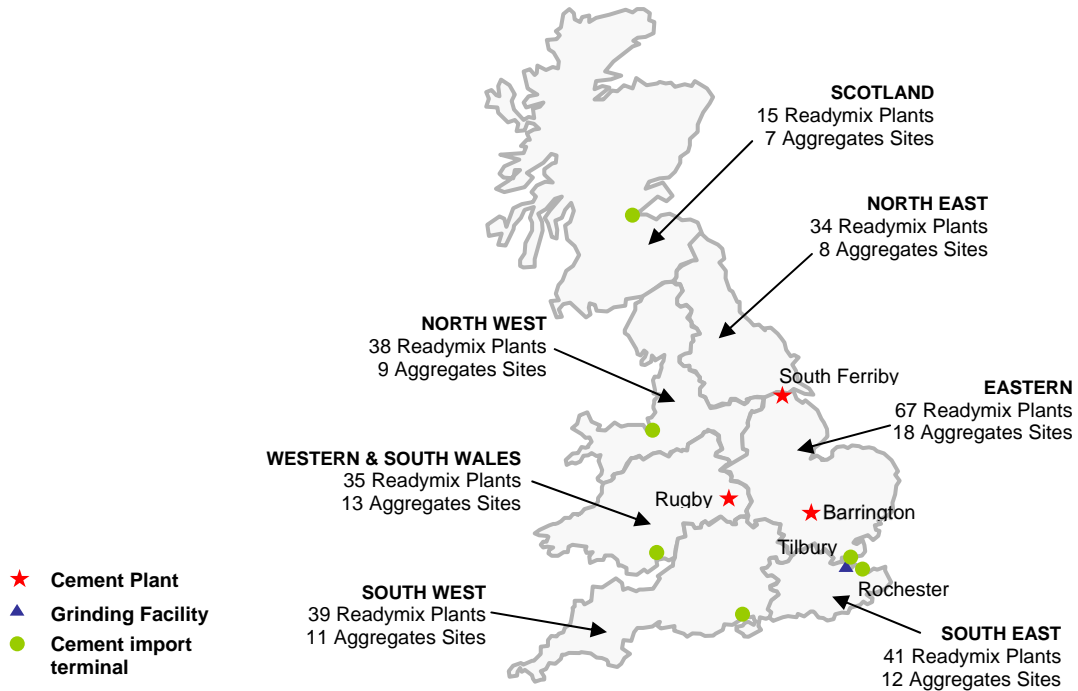 SCOTLAND
15 Readymix Plants
7 Aggregates Sites
NORTH EAST
34 Readymix Plants
8 Aggregates Sites
NORTH WEST
38 Readymix Plants
9 Aggregates Sites
South Ferriby
EASTERN
67 Readymix Plants
18 Aggregates Sites
WESTERN & SOUTH WALES
35 Readymix Plants
13 Aggregates Sites
Rugby
Barrington
Tilbury
Rochester
SOUTH WEST
39 Readymix Plants
11 Aggregates Sites
SOUTH EAST
41 Readymix Plants
12 Aggregates Sites
Cement Plant
Grinding Facility
Cement import
terminal